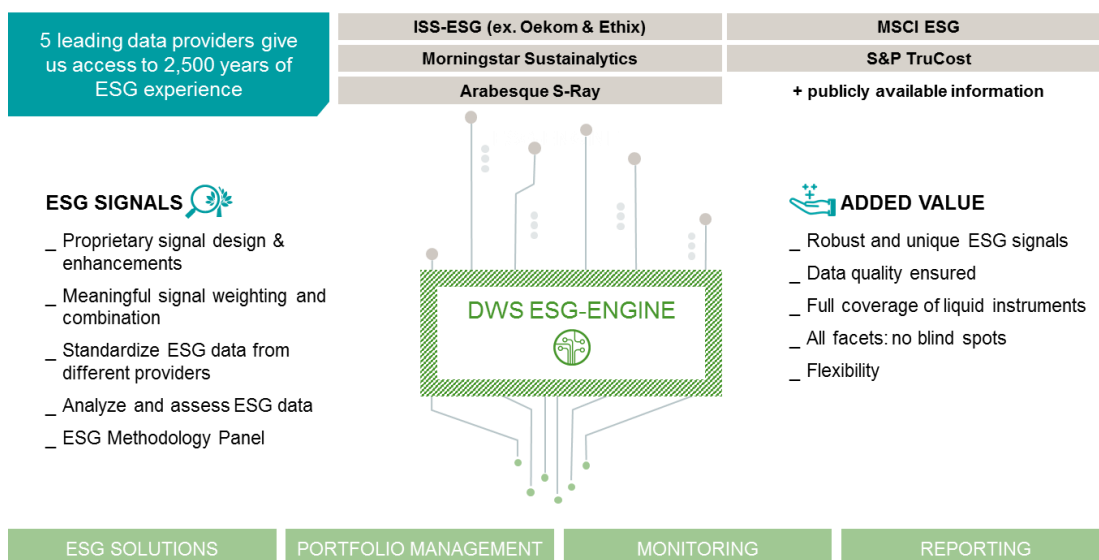 5 leading data providers give
us access to 2,500 years of
ESG experience
ISS-ESG (ex. Oekom & Ethix)
MSCI ESG
Morningstar Sustainalytics
S&P TruCost
Arabesque S-Ray
+ publicly available information
ESG SIGNALS
_ Proprietary signal design &
enhancements
_ Meaningful signal weighting and
combination
_ Standardize ESG data from
different providers
_ Analyze and assess ESG data
_ ESG Methodology Panel
DWS ESG-ENGINE
ADDED VALUE
_ Robust and unique ESG signals
_ Data quality ensured
_ Full coverage of liquid instruments
_ All facets: no blind spots
_ Flexibility
ESG SOLUTIONS
PORTFOLIO MANAGEMENT
MONITORING
REPORTING